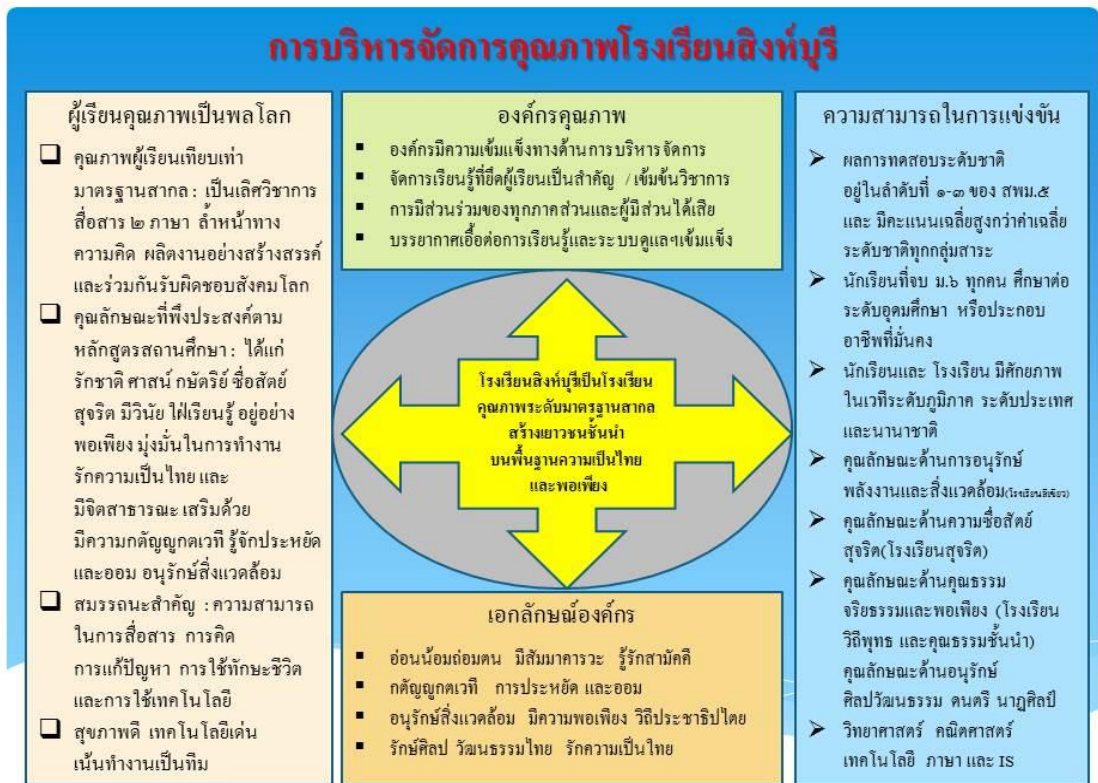 การบริหารจัดการคุณภาพโรงเรียนสิงห์บุรี
ผู้เรียนคุณภาพเป็นพลโลก
คุณภาพผู้เรียนเทียบเท่า
มาตรฐานสากล : เป็นเลิศวิชาการ
สื่อสาร ๒ ภาษา ล้ำหน้าทาง
ความคิด ผลิตงานอย่างสร้างสรรค์
และร่วมกันรับผิดชอบสังคมโลก
คุณลักษณะที่พึงประสงค์ตาม
หลักสูตรสถานศึกษา : ได้แก่
รักชาติ ศาสน์ กษัตริย์ ซื่อสัตย์
สุจริต มีวินัย ใฝ่เรียนรู้ อยู่อย่าง
พอเพียง มุ่งมั่นในการทำงาน
รักความเป็นไทย และ
มีจิตสาธารณะ เสริมด้วย
มีความกตัญญูกตเวที รู้จักประหยัด
และออม อนุรักษ์สิ่งแวดล้อม
สมรรถนะสำคัญ : ความสามารถ
ในการสื่อสาร การคิด
การแก้ปัญหา การใช้ทักษะชีวิต
และการใช้เทคโนโลยี
สุขภาพดี เทคโนโลยีเด่น
เน้นทำงานเป็นทีม
องค์กรคุณภาพ
องค์กรมีความเข้มแข็งทางด้านการบริหารจัดการ
จัดการเรียนรู้ที่ยึดผู้เรียนเป็นสำคัญ /เข้มข้นวิชาการ
การมีส่วนร่วมของทุกภาคส่วนและผู้มีส่วนได้เสีย
บรรยากาศเอื้อต่อการเรียนรู้และระบบดูแลฯเข้มแข็ง
โรงเรียนสิงห์บุรีเป็นโรงเรียน
คุณภาพระดับมาตรฐานสากล
สร้างเยาวชนชั้นนำ
บนพื้นฐานความเป็นไทย
และพอเพียง
เอกลักษณ์องค์กร
อ่อนน้อมถ่อมตน มีสัมมาคารวะ รู้รักสามัคคี
กตัญญูกตเวที การประหยัด และออม
อนุรักษ์สิ่งแวดล้อม มีความพอเพียง วิถีประชาธิปไตย
รักษ์ศิลป วัฒนธรรมไทย รักความเป็นไทย
ความสามารถในการแข่งขัน
ผลการทดสอบระดับชาติ
อยู่ในลำดับที่ ๑-๓ ของ สพม.๕
และ มีคะแนนเฉลี่ยสูงกว่าค่าเฉลี่ย
ระดับชาติทุกกลุ่มสาระ
นักเรียนที่จบ ม.๖ ทุกคน ศึกษาต่อ
ระดับอุดมศึกษา หรือประกอบ
อาชีพที่มั่นคง
นักเรียนและ โรงเรียน มีศักยภาพ
ในเวทีระดับภูมิภาค ระดับประเทศ
และนานาชาติ
คุณลักษณะด้านการอนุรักษ์
พลังงานและสิ่งแวดล้อม(โรงเรียนสีเขียว)
คุณลักษณะด้านความซื่อสัตย์
สุจริต(โรงเรียนสุจริต)
คุณลักษณะด้านคุณธรรม
จริยธรรมและพอเพียง (โรงเรียน
วิถีพุทธ และคุณธรรมชั้นนำ)
คุณลักษณะด้านอนุรักษ์
ศิลปวัฒนธรรม ดนตรี นาฏศิลป์
วิทยาศาสตร์ คณิตศาสตร์
เทคโนโลยี ภาษา และ IS